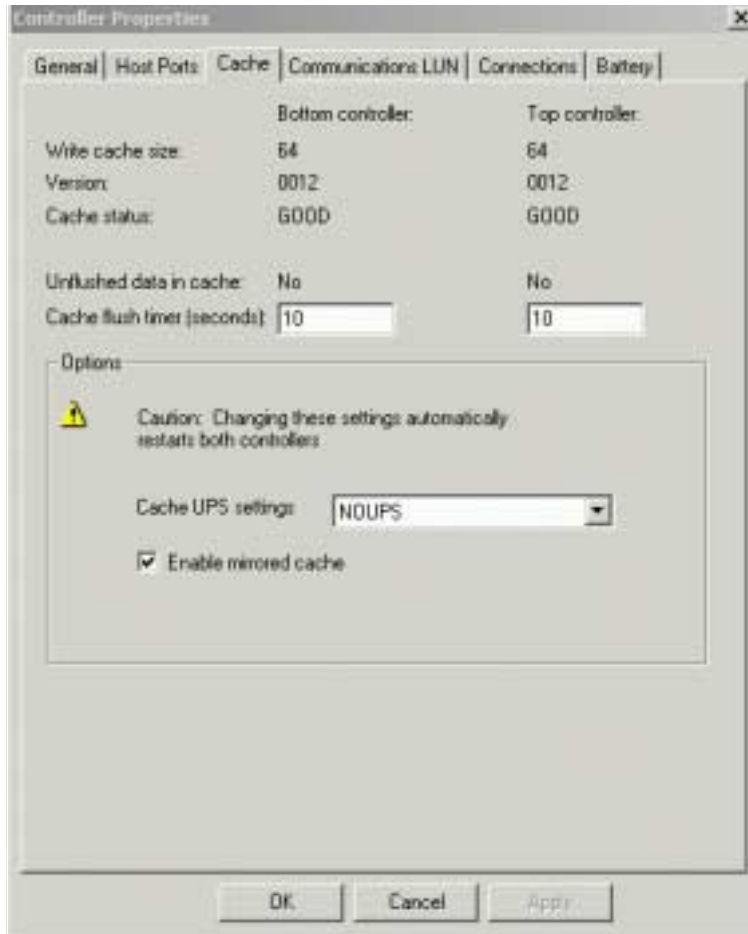 Controller Properties
General Host Ports Cache Communications LUN Connections Battery
Bottom controller: Top controller:
Write cache size: 64 64
Version: 0012 0012
Cache status: GOOD GOOD
Unflushed data in cache: No No
Cache flush timer (seconds): 10 10
Options
Caution: Changing these settings automatically
restarts both controllers
Cache UPS settings NOUPS
Enable mirrored cache
OK Cancel Apply